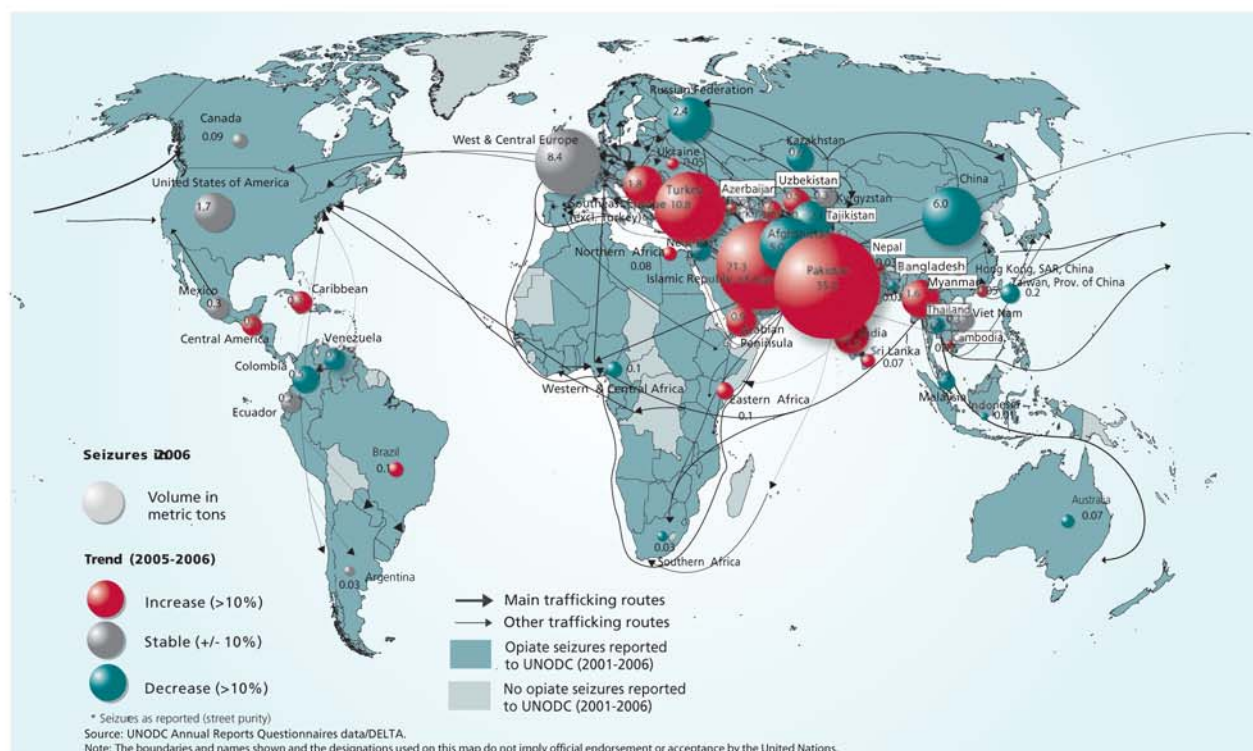 Canada
0.09
United States of America
1.7
Mexico
0.3
Central America
Caribbean
Venezuela
Colombia
Ecuador
Brazil
Argentina
0.03
West & Central Europe
8.4
Russian Federation
2.4
Ukraine
0.05
1.8
(excl. Turkey)
Turkey
10.8
Kazakhstan
Azerbaijan
Uzbekistan
Kyrgyzstan
Tajikistan
China
6.0
Northern Africa
0.08
Islamic Republic
Pakistan
Arabian
Peninsula
Nepal
Bangladesh
Myanmar
1.6
Hong Kong, SAR, China
Taiwan, Prov. of China
0.2
Thailand
Viet Nam
Cambodia
Sri Lanka
0.07
Malaysia
Indonesia
Western & Central Africa
0.1
Eastern Africa
0.1
0.03
Southern Africa
Australia
0.07
Seizures in 2006
Volume in
metric tons
Trend (2005-2006)
Increase (>10%)
Stable (+/- 10%)
Decrease (>10%)
Main trafficking routes
Other trafficking routes
Opiate seizures reported
to UNODC (2001-2006)
No opiate seizures reported
to UNODC (2001-2006)
* Seizures as reported (street purity)
Source: UNODC Annual Reports Questionnaires data/DELTA.
Note: The boundaries and names shown and the designations used on this map do not imply official endorsement or acceptance by the United Nations.